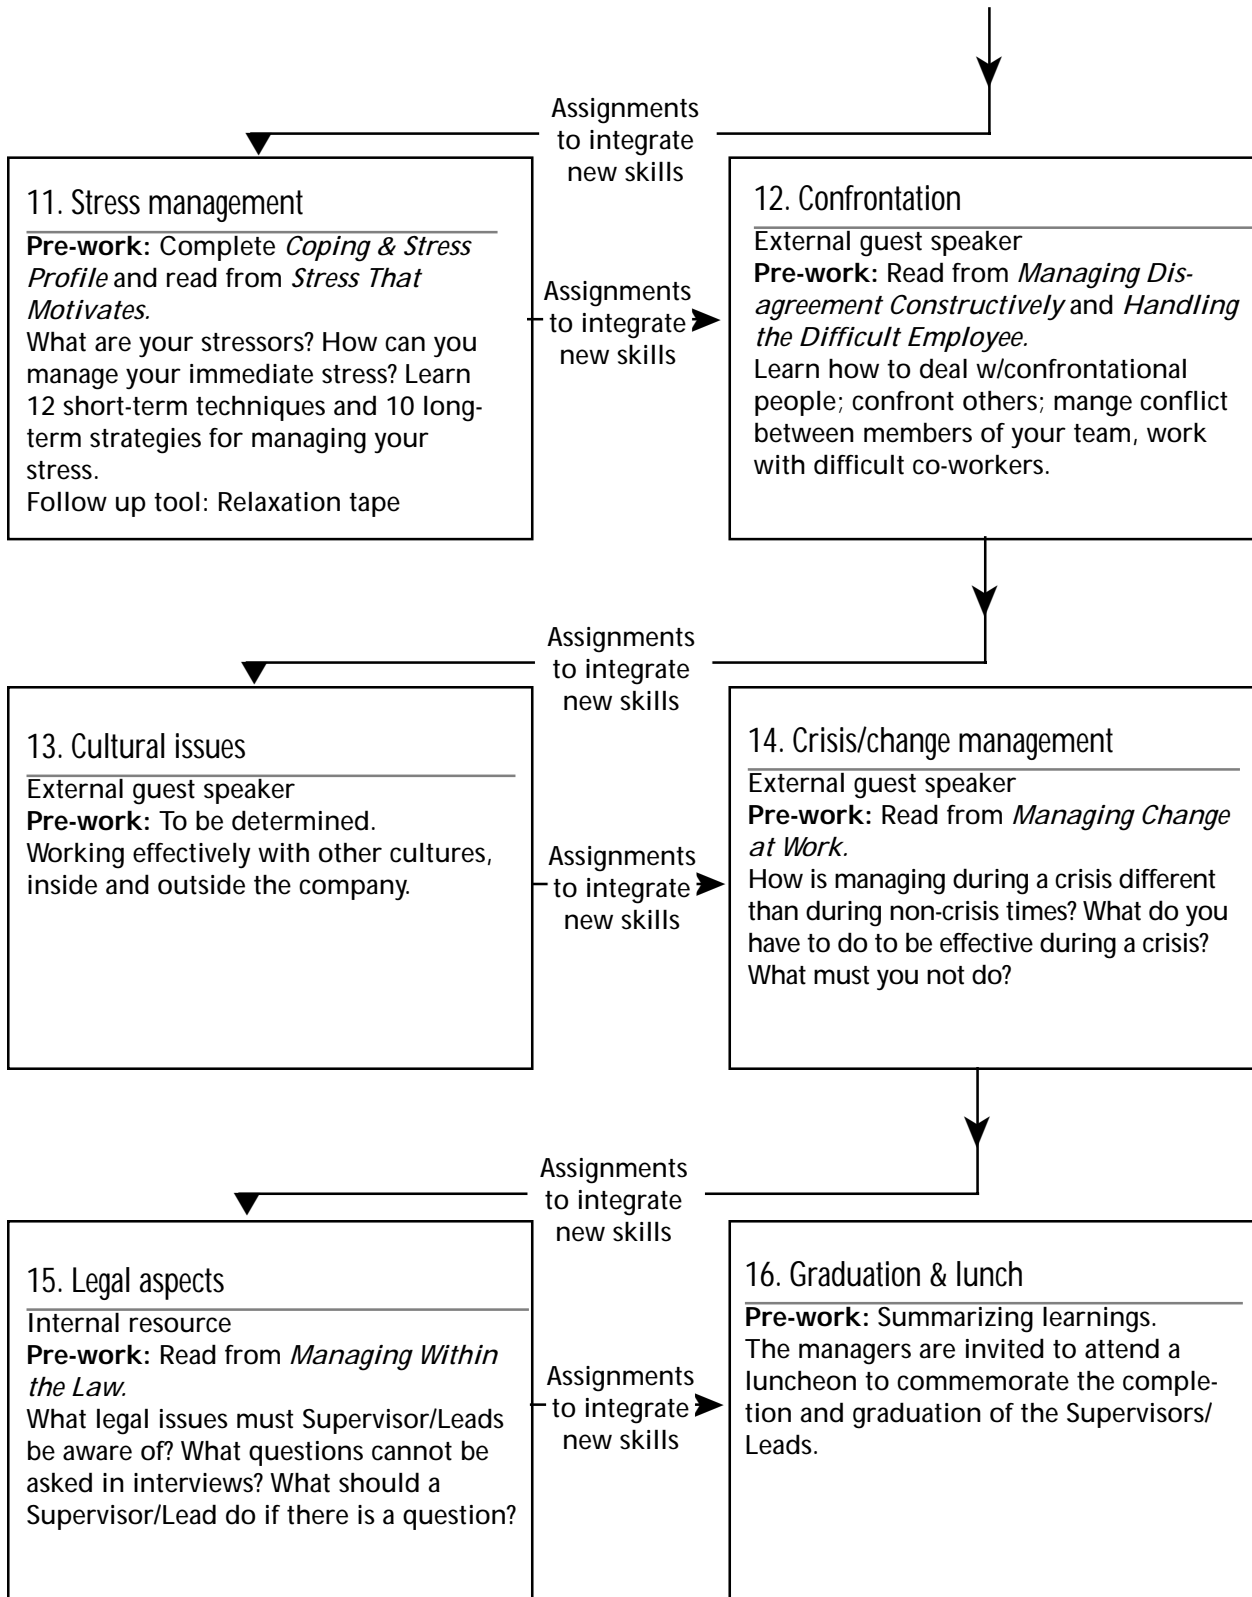 Assignments
to integrate
new skills
11. Stress management
Pre-work: Complete Coping & Stress
Profile and read from Stress That
Motivates.
What are your stressors? How can you
manage your immediate stress? Learn
12 short-term techniques and 10 long-
term strategies for managing your
stress.
Follow up tool: Relaxation tape
Assignments
to integrate
new skills
12. Confrontation
External guest speaker
Pre-work: Read from Managing Dis-
agreement Constructively and Handling
the Difficult Employee.
Learn how to deal w/confrontational
people; confront others; mange conflict
between members of your team, work
with difficult co-workers.
Assignments
to integrate
new skills
13. Cultural issues
External guest speaker
Pre-work: To be determined.
Working effectively with other cultures,
inside and outside the company.
Assignments
to integrate
new skills
14. Crisis/change management
External guest speaker
Pre-work: Read from Managing Change
at Work.
How is managing during a crisis different
than during non-crisis times? What do you
have to do to be effective during a crisis?
What must you not do?
Assignments
to integrate
new skills
15. Legal aspects
Internal resource
Pre-work: Read from Managing Within
the Law.
What legal issues must Supervisor/Leads
be aware of? What questions cannot be
asked in interviews? What should a
Supervisor/Lead do if there is a question?
Assignments
to integrate
new skills
16. Graduation & lunch
Pre-work: Summarizing learnings.
The managers are invited to attend a
luncheon to commemorate the comple-
tion and graduation of the Supervisors/
Leads.